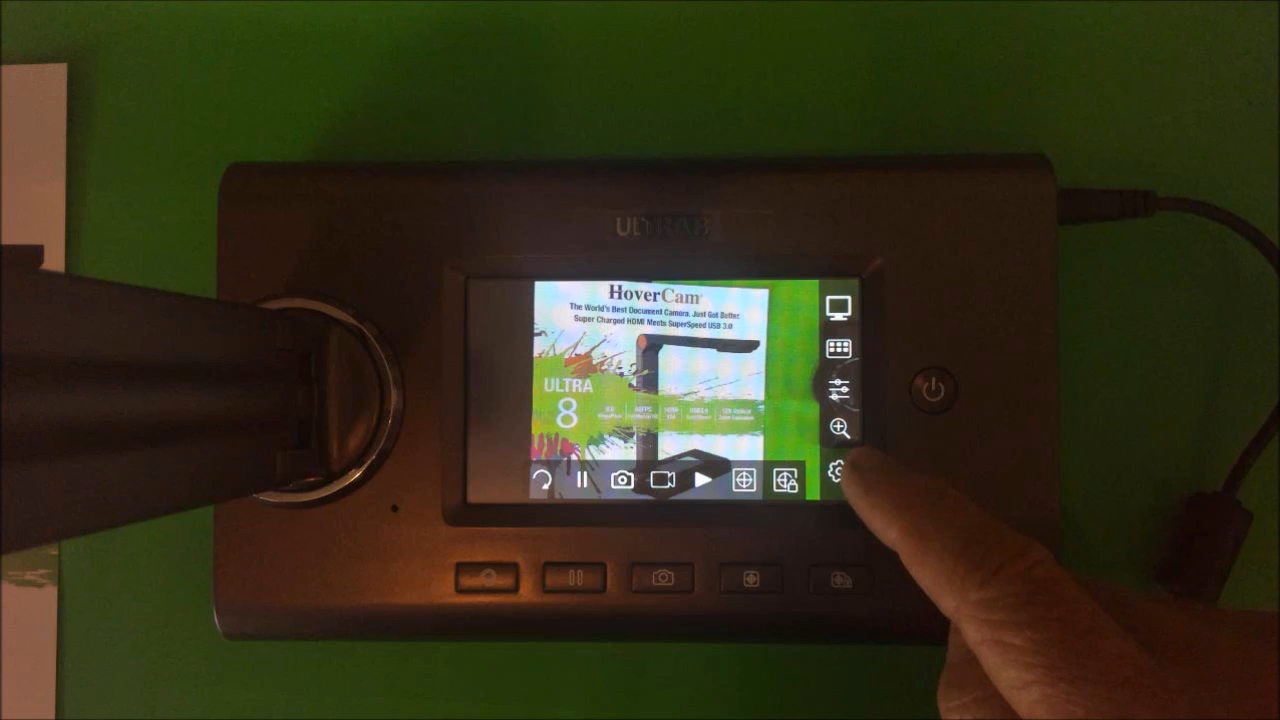 ULTRA8
HoverCam
The World's Best Document Camera, Just Got Better.
Super Charged HDMI Meets SuperSpeed USB 3.0
ULTRA
8